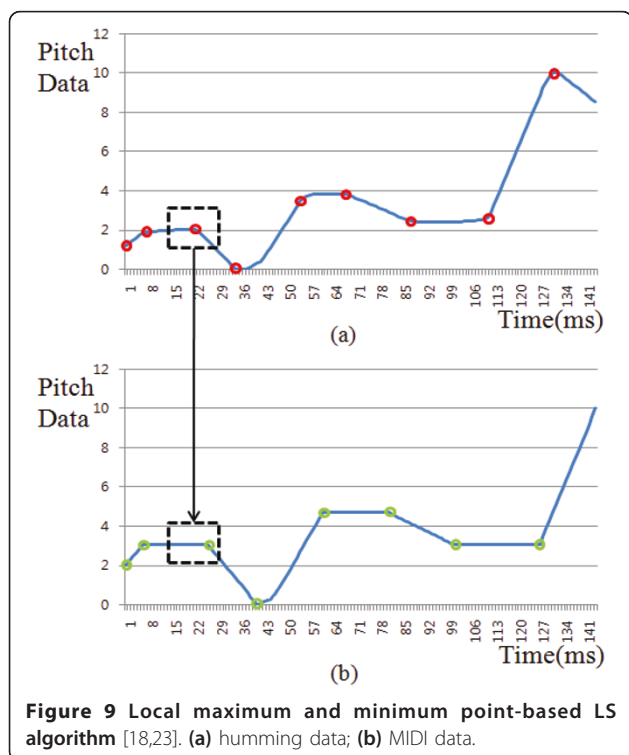 Pitch
Data
12
10
8
6
4
2
0
1 8 15 22 29 36 43 50 57 64 71 78 85 92 99 106 113 120 127 134 141
Time(ms)
(a)
Pitch
Data
12
10
8
6
4
2
0
1 8 15 22 29 36 43 50 57 64 71 78 85 92 99 106 113 120 127 134 141
Time(ms)
(b)
Figure 9 Local maximum and minimum point-based LS
algorithm [18,23]. (a) humming data; (b) MIDI data.